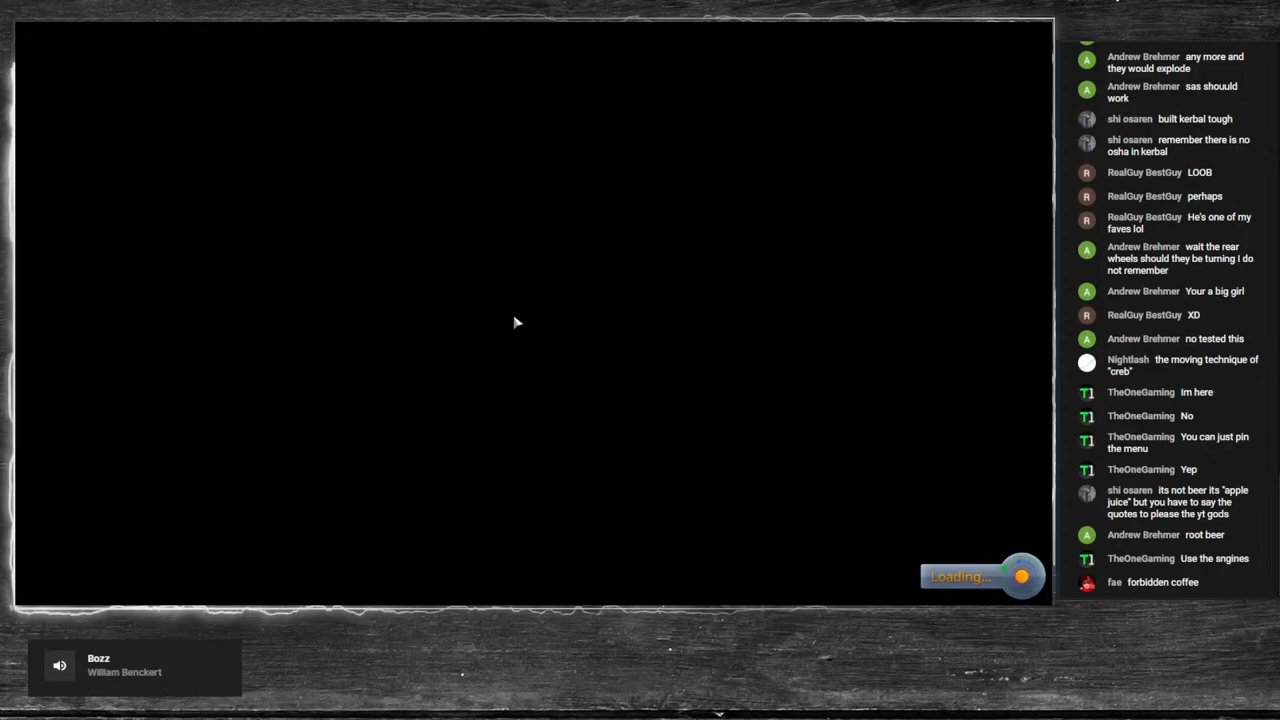 Andrew Brehmer any more and
they would explode
Andrew Brehmer sas shouuld
work
shi osaren built kerbal tough
shi osaren remember there is no
osha in kerbal
R RealGuy BestGuy LOOB
R RealGuy BestGuy perhaps
R RealGuy BestGuy He's one of my
faves lol
A Andrew Brehmer wait the rear
wheels should they be turning I do
not remember
A Andrew Brehmer Your a big girl
R RealGuy BestGuy XD
A Andrew Brehmer no tested this
Nightlash the moving technique of
"creb"
T1 TheOneGaming Im here
T1 TheOneGaming No
T1 TheOneGaming You can just pin
the menu
T1 TheOneGaming Yep
shi osaren its not beer its "apple
juice" but you have to say the
quotes to please the yt gods
A Andrew Brehmer root beer
T1 TheOneGaming Use the sngines
fae forbidden coffee
Loading...
Bozz
William Benckert